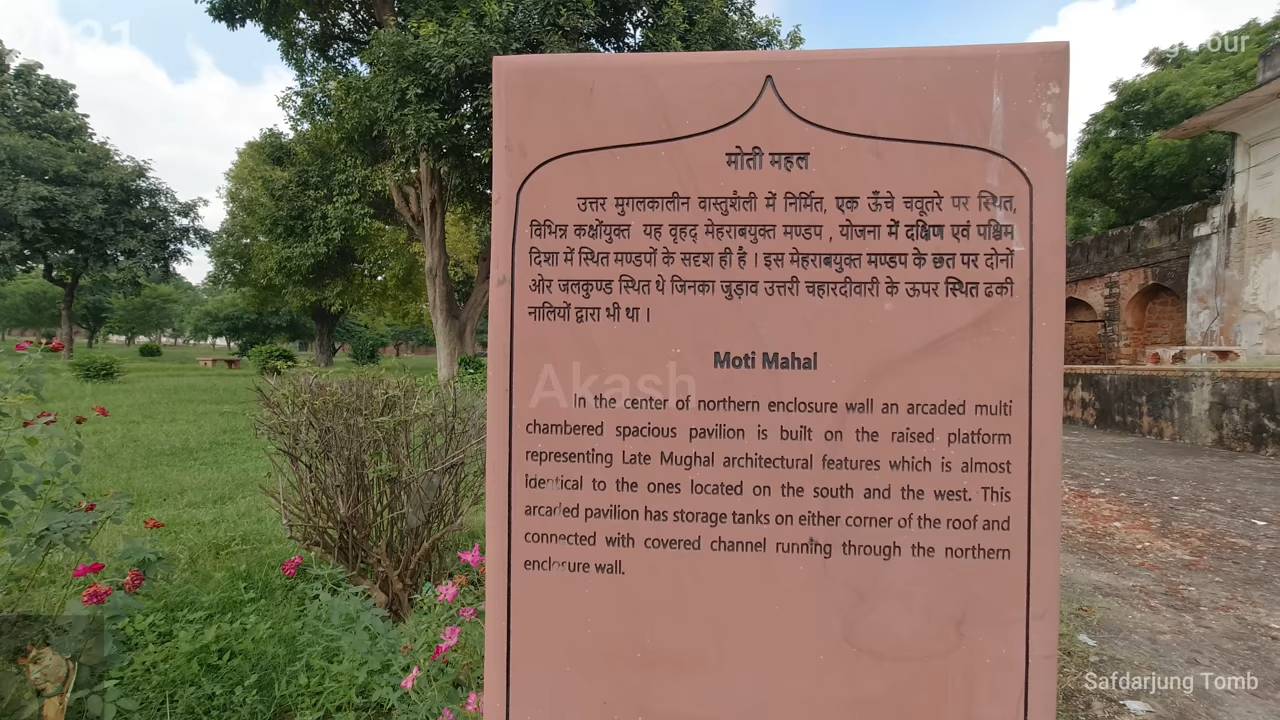 2021
Tour
मोती महल
उत्तर मुगलकालीन वास्तुशैली में निर्मित, एक ऊँचे चवूतरे पर स्थित,
विभिन्न कक्षोंयुक्त यह वृहद् मेहराबयुक्त मण्डप , योजना में दक्षिण एवं पश्चिम
दिशा में स्थित मण्डपों के सदृश ही है । इस मेहराबयुक्त मण्डप के छत पर दोनों
ओर जलकुण्ड स्थित थे जिनका जुड़ाव उत्तरी चहारदीवारी के ऊपर स्थित ढकी
नालियों द्वारा भी था ।
Moti Mahal
Akash
In the center of northern enclosure wall an arcaded multi
chambered spacious pavilion is built on the raised platform
representing Late Mughal architectural features which is almost
identical to the ones located on the south and the west. This
arcaded pavilion has storage tanks on either corner of the roof and
connected with covered channel running through the northern
enclosure wall.
Safdarjung Tomb